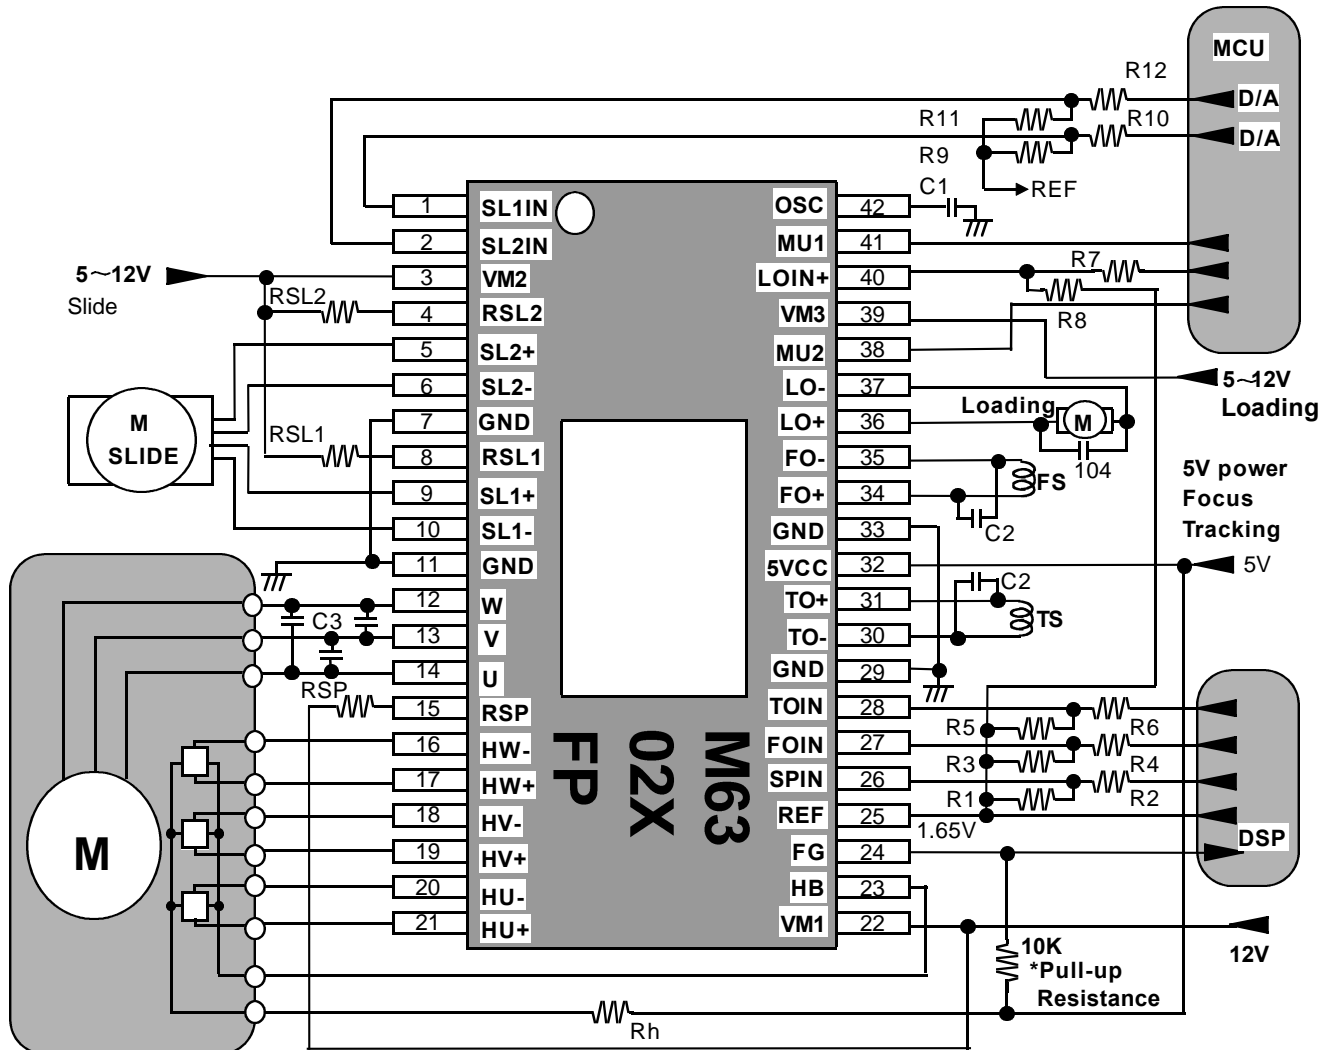 MCU
R12
D/A
R11
R10
D/A
R9
C1
REF
1 SL1IN
OSC 42
2 SL2IN
MU1 41
5～12V
3 VM2
LOIN+ 40
R7
Slide
RSL2
4 RSL2
VM3 39
R8
5 SL2+
MU2 38
6 SL2-
LO- 37
5~12V
Loading
7 GND
LO+ 36
Loading
M
M
SLIDE
RSL1
8 RSL1
FO- 35
104
5V power
Focus
Tracking
9 SL1+
FO+ 34
FS
C2
10 SL1-
GND 33
11 GND
5VCC 32
5V
12 W
TO+ 31
C2
C3
13 V
TO- 30
TS
14 U
GND 29
RSP
15 RSP
TOIN 28
R5
R6
16 HW-
FOIN 27
R3
R4
17 HW+
SPIN 26
R1
R2
18 HV-
REF 25
1.65V
19 HV+
FG 24
DSP
20 HU-
HB 23
21 HU+
VM1 22
M
M63
02X
FP
12V
10K
*Pull-up
Resistance
Rh